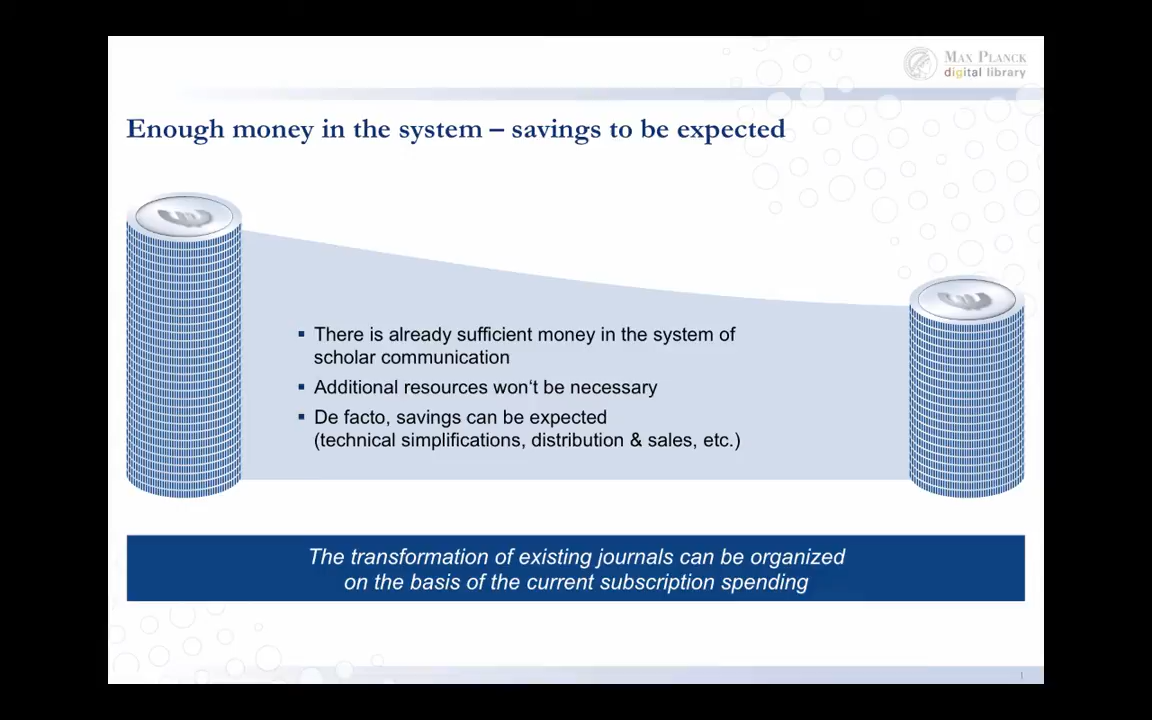 MAX PLANCK
digital library
Enough money in the system – savings to be expected
▪ There is already sufficient money in the system of
scholar communication
▪ Additional resources won‘t be necessary
▪ De facto, savings can be expected
(technical simplifications, distribution & sales, etc.)
The transformation of existing journals can be organized
on the basis of the current subscription spending
1